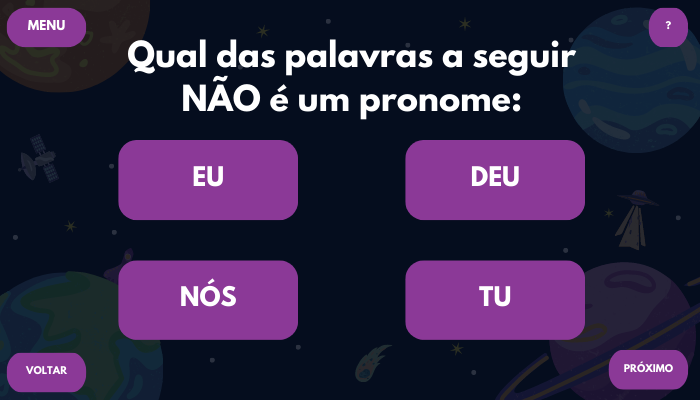 MENU
?
Qual das palavras a seguir
NÃO é um pronome:
EU
DEU
NÓS
TU
VOLTAR
PRÓXIMO